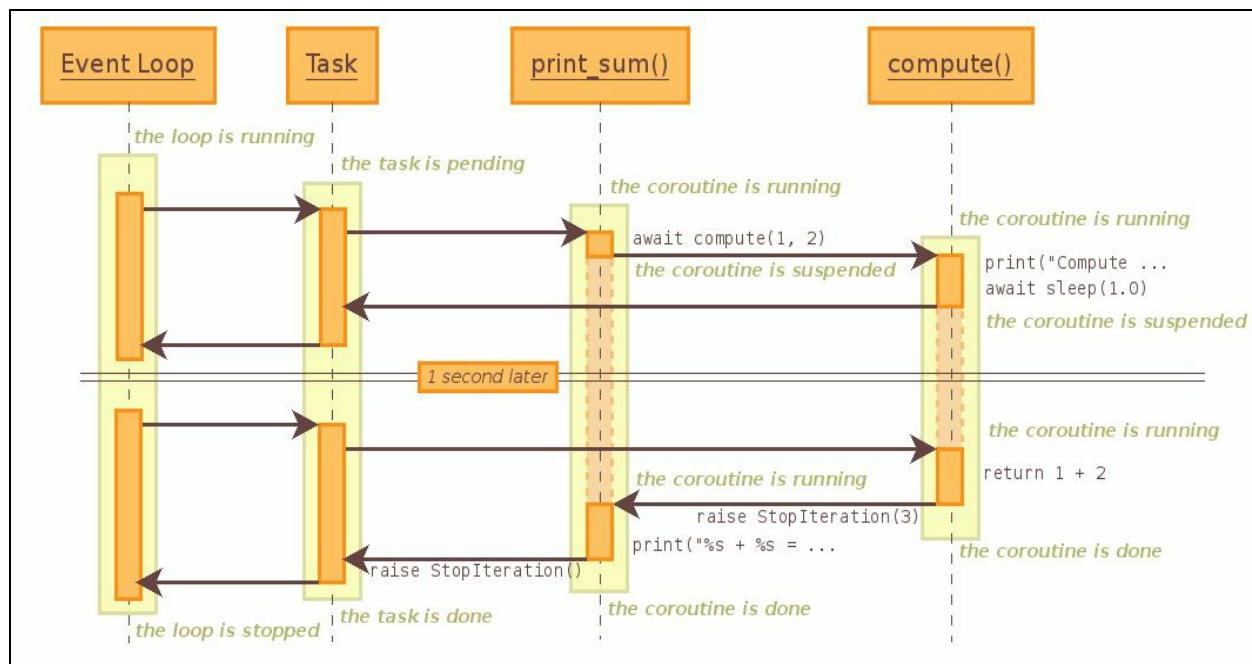 Event Loop
Task
print_sum()
compute()
the loop is running
the task is pending
the coroutine is running
the coroutine is running
await compute(1, 2)
the coroutine is suspended
print("Compute ...
await sleep(1.0)
the coroutine is suspended
1 second later
the coroutine is running
the coroutine is running
return 1 + 2
raise StopIteration(3)
print("%s + %s = ...
the coroutine is done
raise StopIteration()
the task is done
the coroutine is done
the loop is stopped